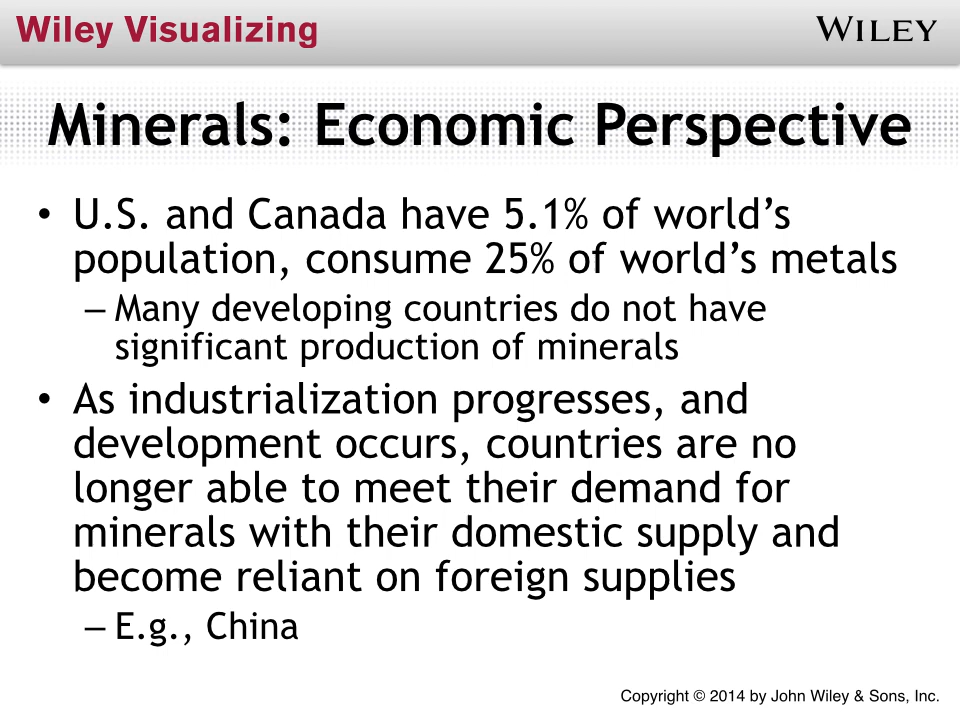 Wiley Visualizing
WILEY
Minerals: Economic Perspective
• U.S. and Canada have 5.1% of world’s
population, consume 25% of world’s metals
– Many developing countries do not have
significant production of minerals
• As industrialization progresses, and
development occurs, countries are no
longer able to meet their demand for
minerals with their domestic supply and
become reliant on foreign supplies
– E.g., China
Copyright © 2014 by John Wiley & Sons, Inc.